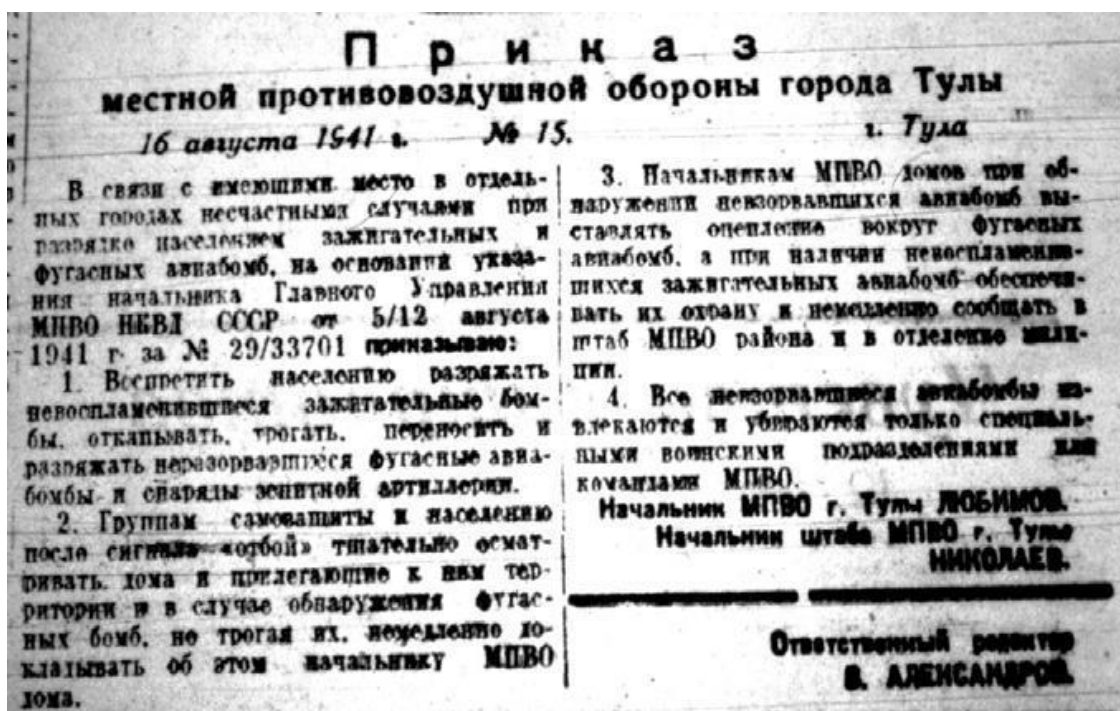 Приказ
местной противовоздушной обороны города Тулы
16 августа 1941 г. № 15. г. Тула
В связи с имеющими место в отдель-
ных городах несчастными случаями при
разрядке населением зажигательных и
фугасных авиабомб, на основании указа-
ния начальника Главного Управления
МПВО НКВД СССР от 5/12 августа
1941 г. за № 29/33701 приказываю:
1. Воспретить населению разряжать
невоспламенившиеся зажигательные бом-
бы, откапывать, трогать, переносить и
разряжать неразорвавшиеся фугасные авиа-
бомбы и снаряды зенитной артиллерии.
2. Группам самозащиты и населению
после сигнала «отбой» тщательно осмат-
ривать дома и прилегающие к ним тер-
ритории и в случае обнаружения фугас-
ных бомб, не трогая их, немедленно до-
кладывать об этом начальнику МПВО
дома.
3. Начальникам МПВО домов при об-
наружении невзорвавшихся авиабомб вы-
ставлять оцепление вокруг фугасных
авиабомб, а при наличии невоспламенив-
шихся зажигательных авиабомб обеспечи-
вать их охрану и немедленно сообщать в
штаб МПВО района и в отделение мили-
ции.
4. Все невзорвавшиеся авиабомбы из-
влекаются и убираются только специаль-
ными воинскими подразделениями или
командами МПВО.
Начальник МПВО г. Тулы ЛЮБИМОВ.
Начальник штаба МПВО г. Тулы
НИКОЛАЕВ.
Ответственный редактор
В. АЛЕКСАНДРОВ.